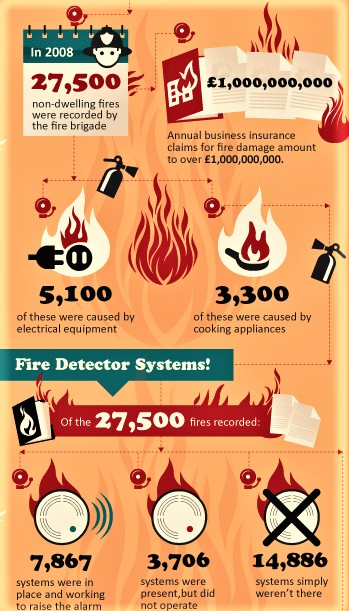 In 2008
27,500
non-dwelling fires
were recorded by
the fire brigade
£1,000,000,000
Annual business insurance
claims for fire damage amount
to over £1,000,000,000.
5,100
of these were caused by
electrical equipment
3,300
of these were caused by
cooking appliances
Fire Detector Systems!
Of the 27,500 fires recorded:
7,867
systems were in
place and working
to raise the alarm
3,706
systems were
present,but did
not operate
14,886
systems simply
weren't there